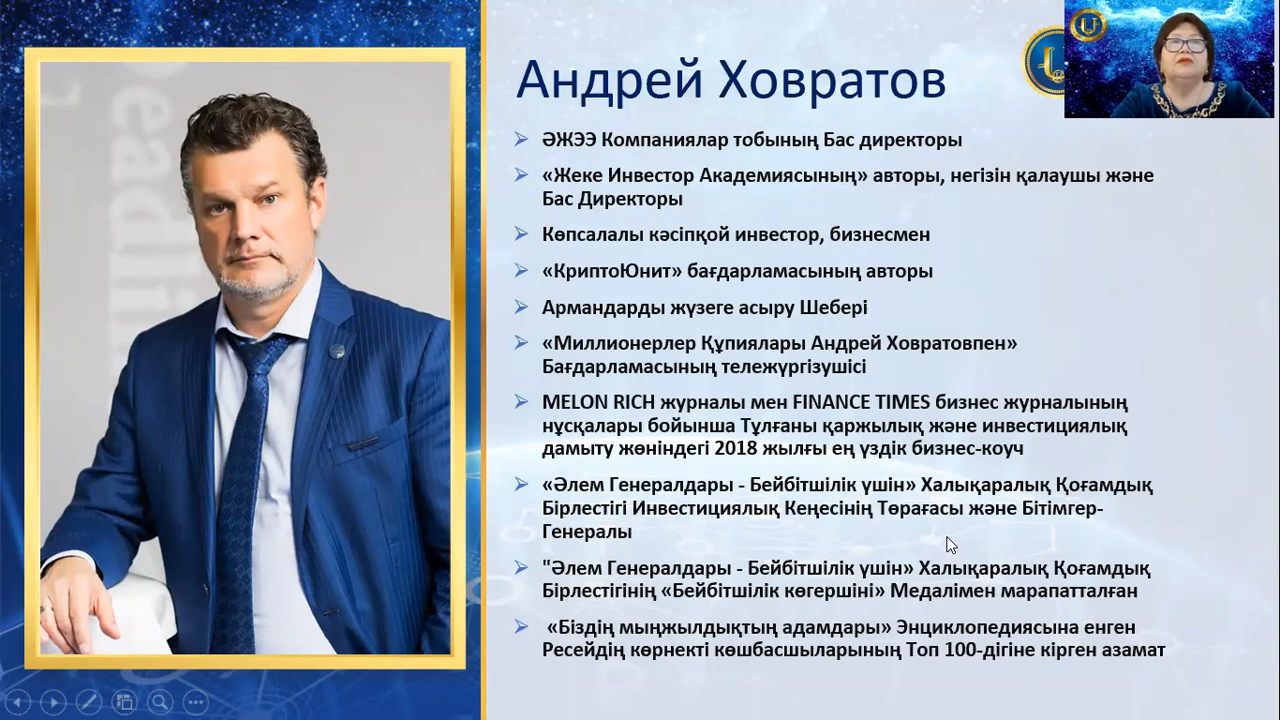 Андрей Ховратов
ӘЖЭЭ Компаниялар тобының Бас директоры
«Жеке Инвестор Академиясының» авторы, негізін қалаушы және
Бас Директоры
Көпсалалы кәсіпқой инвестор, бизнесмен
«КриптоЮнит» бағдарламасының авторы
Армандарды жүзеге асыру Шебері
«Миллионерлер Құпиялары Андрей Ховратовпен»
Бағдарламасының тележүргізушісі
MELON RICH журналы мен FINANCE TIMES бизнес журналының
нұсқалары бойынша Тұлғаны қаржылық және инвестициялық
дамыту жөніндегі 2018 жылғы ең үздік бизнес-коуч
«Әлем Генералдары - Бейбітшілік үшін» Халықаралық Қоғамдық
Бірлестігі Инвестициялық Кеңесінің Төрағасы және Бітімгер-
Генералы
"Әлем Генералдары - Бейбітшілік үшін» Халықаралық Қоғамдық
Бірлестігінің «Бейбітшілік көгершіні» Медалімен марапатталған
«Біздің мыңжылдықтың адамдары» Энциклопедиясына енген
Ресейдің көрнекті көшбасшыларының Топ 100-дігіне кірген азамат